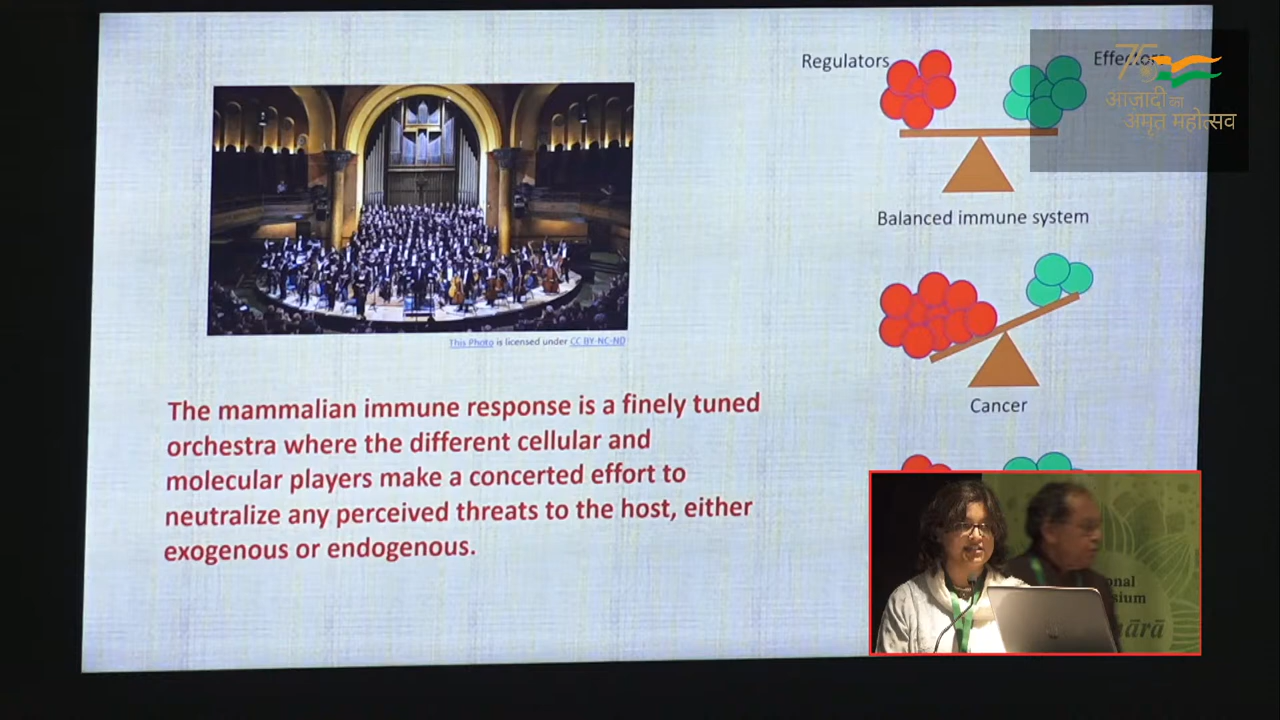 Regulators
Effectors
75
आज़ादी का
अमृत महोत्सव
Balanced immune system
This Photo is licensed under CC BY-NC-ND
Cancer
The mammalian immune response is a finely tuned
orchestra where the different cellular and
molecular players make a concerted effort to
neutralize any perceived threats to the host, either
exogenous or endogenous.